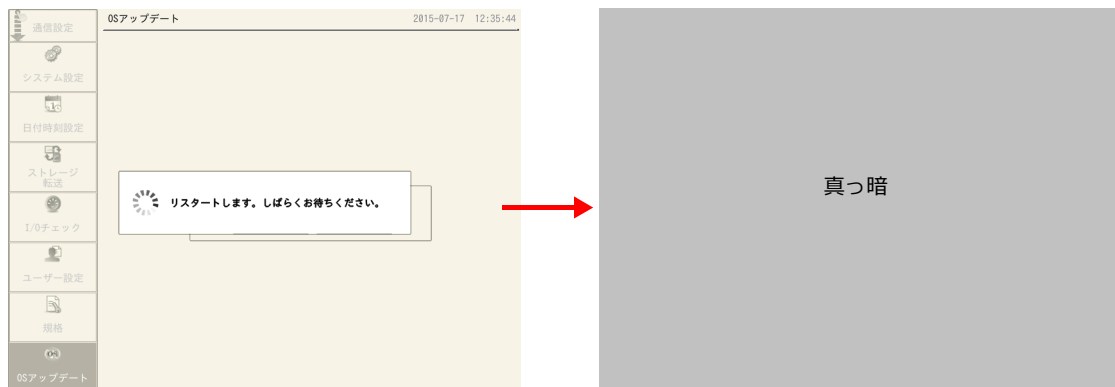 通信設定
OSアップデート
2015-07-17 12:35:44
システム設定
日付時刻設定
ストレージ
転送
I/Oチェック
ユーザー設定
規格
OS
OSアップデート
リスタートします。しばらくお待ちください。
真っ暗